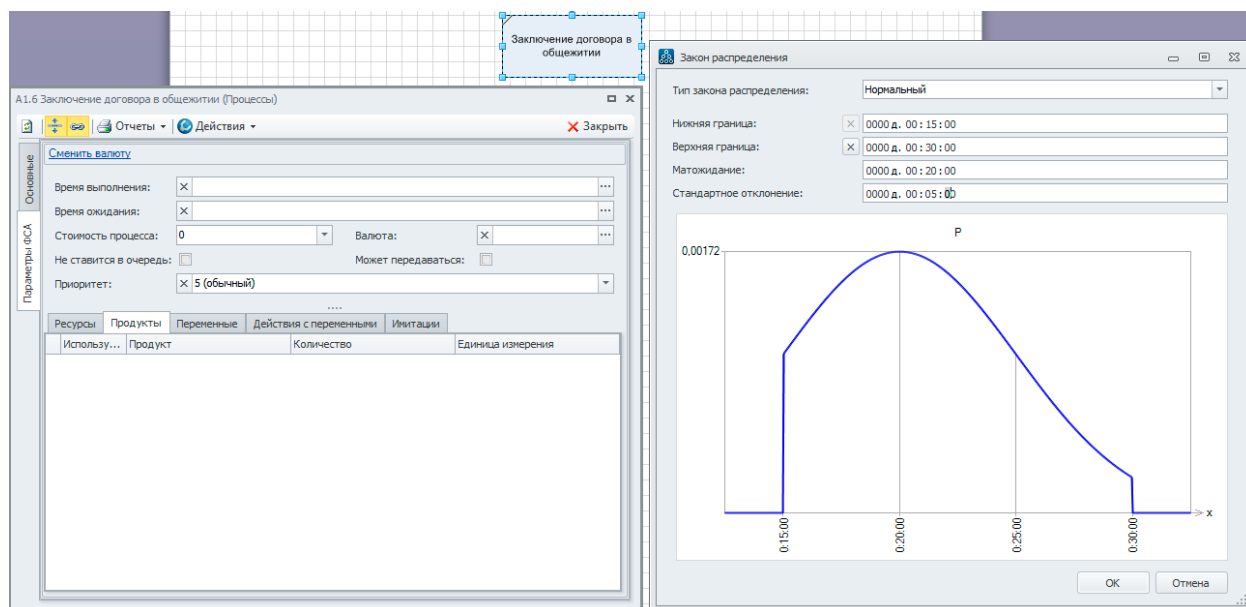 Заключение договора в
общежитии
A1.6 Заключение договора в общежитии (Процессы)
Отчеты
Действия
Закрыть
Основные
Параметры ФСА
Сменить валюту
Время выполнения:
Время ожидания:
Стоимость процесса: 0 Валюта:
Не ставится в очередь: Может передаваться:
Приоритет: 5 (обычный)
Ресурсы Продукты Переменные Действия с переменными Имитации
Использу... Продукт Количество Единица измерения
Закон распределения
Тип закона распределения: Нормальный
Нижняя граница: 0000 д. 00 : 15 : 00
Верхняя граница: 0000 д. 00 : 30 : 00
Матожидание: 0000 д. 00 : 20 : 00
Стандартное отклонение: 0000 д. 00 : 05 : 00
P
0,00172
x
0:15:00
0:20:00
0:25:00
0:30:00
OK Отмена